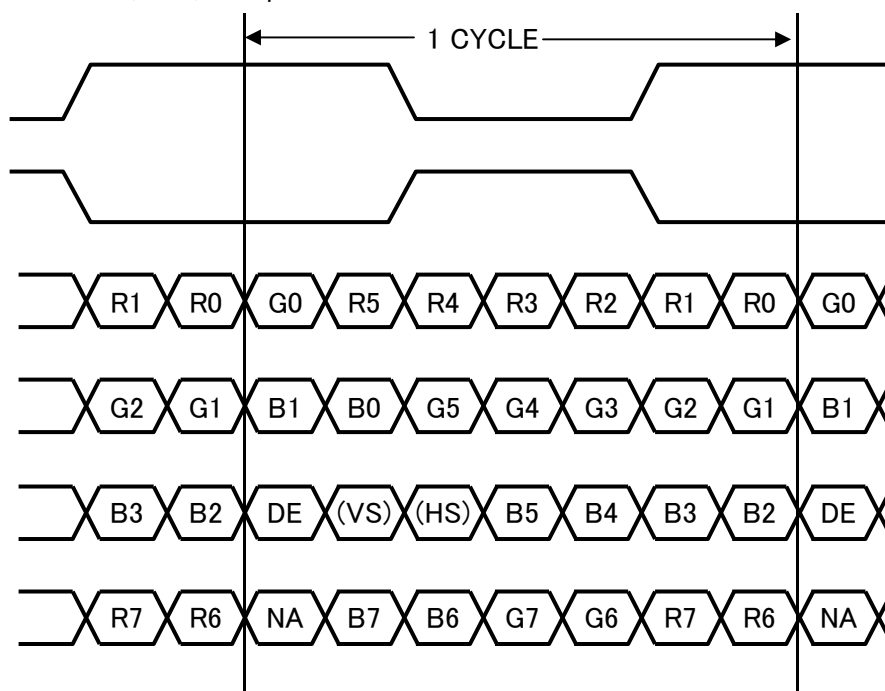 1 CYCLE
R1 R0 G0 R5 R4 R3 R2 R1 R0 G0
G2 G1 B1 B0 G5 G4 G3 G2 G1 B1
B3 B2 DE (VS) (HS) B5 B4 B3 B2 DE
R7 R6 NA B7 B6 G7 G6 R7 R6 NA